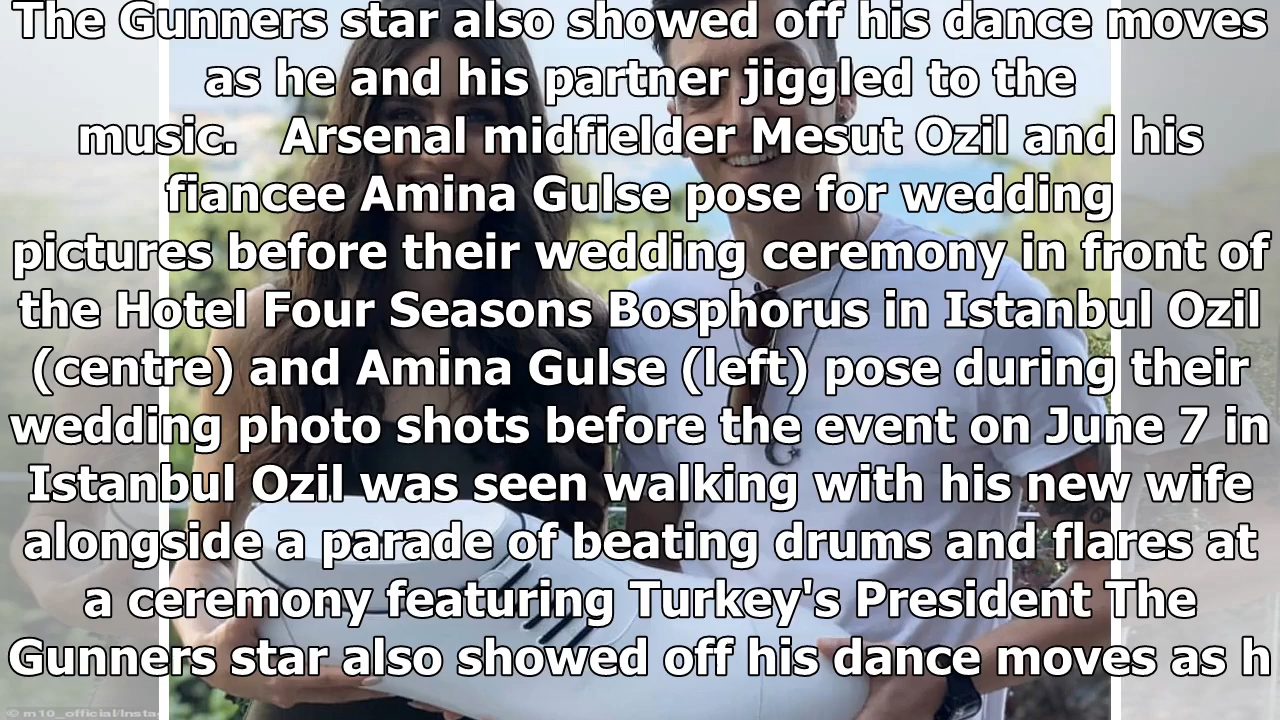 The Gunners star also showed off his dance moves
as he and his partner jiggled to the
music.   Arsenal midfielder Mesut Ozil and his
fiancee Amina Gulse pose for wedding
pictures before their wedding ceremony in front of
the Hotel Four Seasons Bosphorus in Istanbul Ozil
(centre) and Amina Gulse (left) pose during their
wedding photo shots before the event on June 7 in
Istanbul Ozil was seen walking with his new wife
alongside a parade of beating drums and flares at
a ceremony featuring Turkey's President The
Gunners star also showed off his dance moves as h
© m10_official/Insta